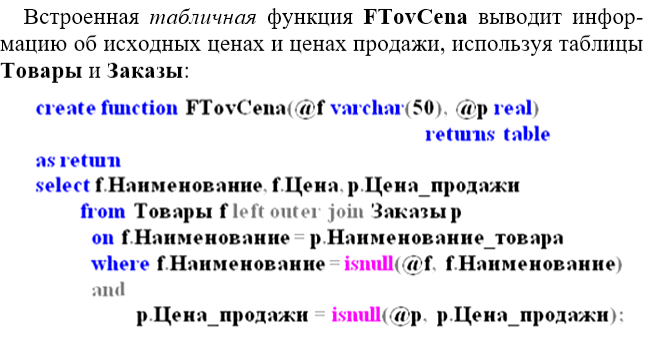 Встроенная табличная функция FTovCena выводит инфор-
мацию об исходных ценах и ценах продажи, используя таблицы
Товары и Заказы:
create function FTovCena(@f varchar(50), @p real)
returns table
as return
select f.Наименование, f.Цена, p.Цена_продажи
from Товары f left outer join Заказы p
on f.Наименование = p.Наименование_товара
where f.Наименование = isnull(@f, f.Наименование)
and
p.Цена_продажи = isnull(@p, p.Цена_продажи);